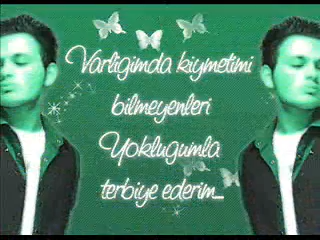 Varlığımda kıymetimi
bilmeyenleri
Yokluğumla
terbiye ederim...